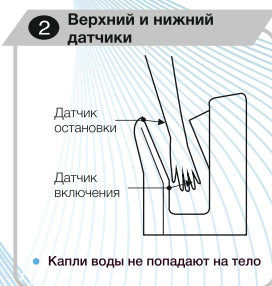 2 Верхний и нижний
датчики
Датчик
остановки
Датчик
включения
• Капли воды не попадают на тело